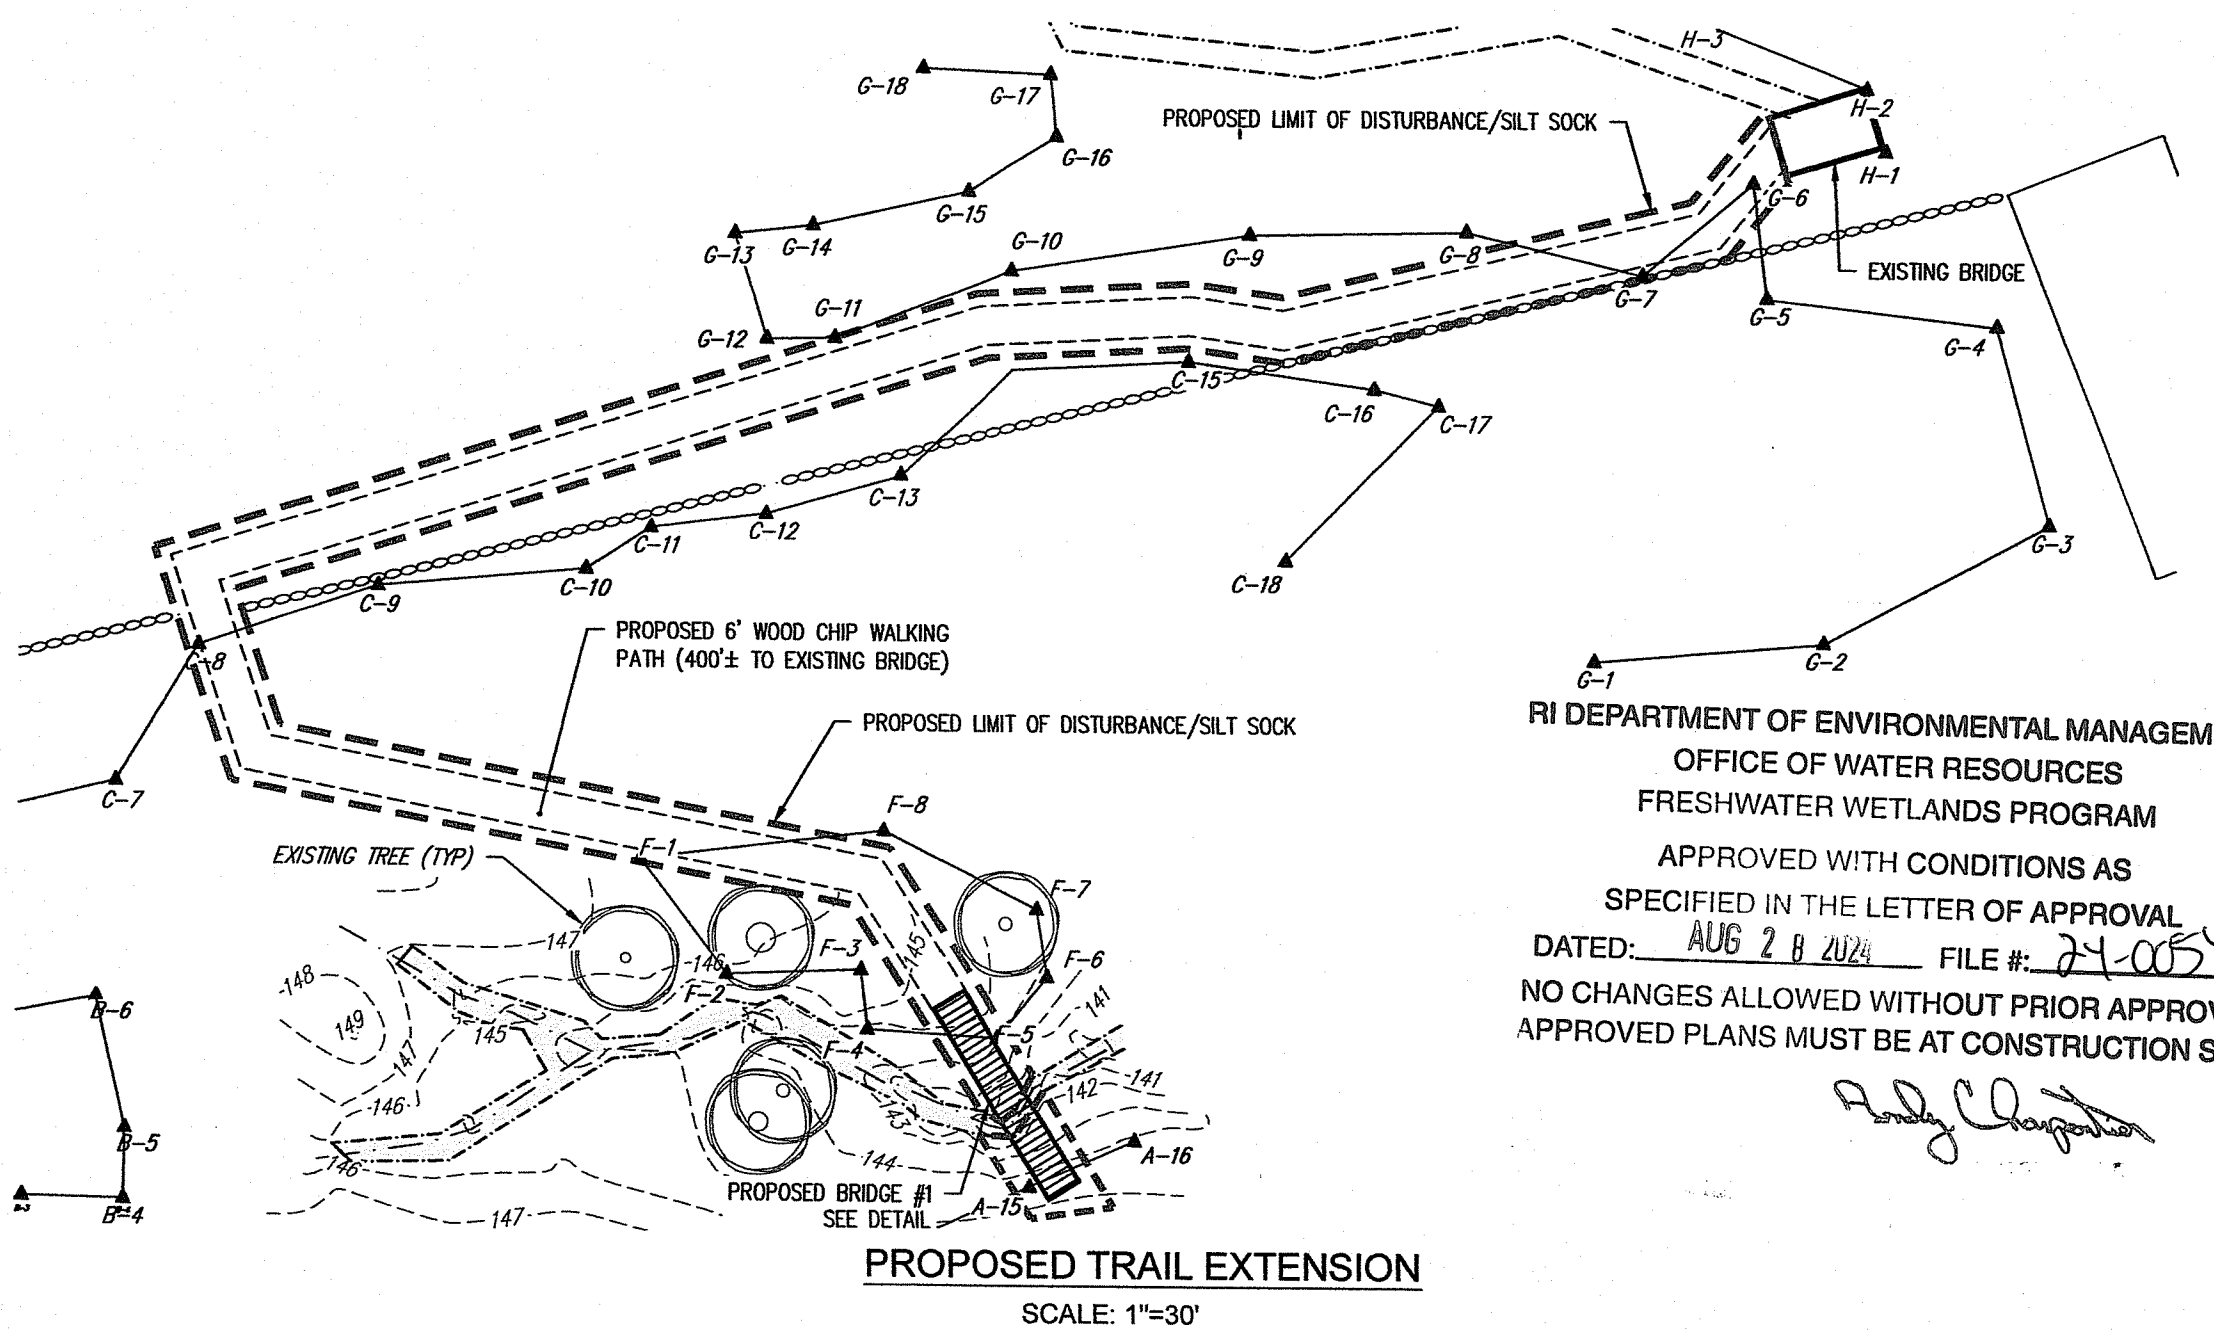 H-3
G-18
G-17
H-2
PROPOSED LIMIT OF DISTURBANCE/SILT SOCK
G-16
H-1
G-15
G-6
G-14
G-13
G-10
G-9
G-8
EXISTING BRIDGE
G-7
G-11
G-5
G-12
G-4
C-15
C-16
C-17
C-13
C-12
C-11
G-3
C-10
C-18
C-9
PROPOSED 6' WOOD CHIP WALKING
PATH (400'± TO EXISTING BRIDGE)
C-8
G-2
G-1
PROPOSED LIMIT OF DISTURBANCE/SILT SOCK
C-7
F-8
F-1
EXISTING TREE (TYP)
F-7
147
145
F-3
F-6
146
F-2
148
141
B-6
149
145
F-5
F-4
147
141
142
146
143
B-5
144
A-16
146
PROPOSED BRIDGE #1
SEE DETAIL
A-15
B-4
147
PROPOSED TRAIL EXTENSION
SCALE: 1"=30'
RI DEPARTMENT OF ENVIRONMENTAL MANAGEM
OFFICE OF WATER RESOURCES
FRESHWATER WETLANDS PROGRAM
APPROVED WITH CONDITIONS AS
SPECIFIED IN THE LETTER OF APPROVAL
DATED: AUG 28 2024 FILE #: 24-005
NO CHANGES ALLOWED WITHOUT PRIOR APPROV
APPROVED PLANS MUST BE AT CONSTRUCTION S